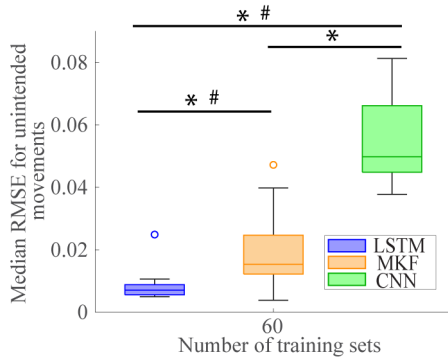 * #
*
* #
Median RMSE for unintended
movements
0.08
0.06
0.04
0.02
0
LSTM
MKF
CNN
60
Number of training sets